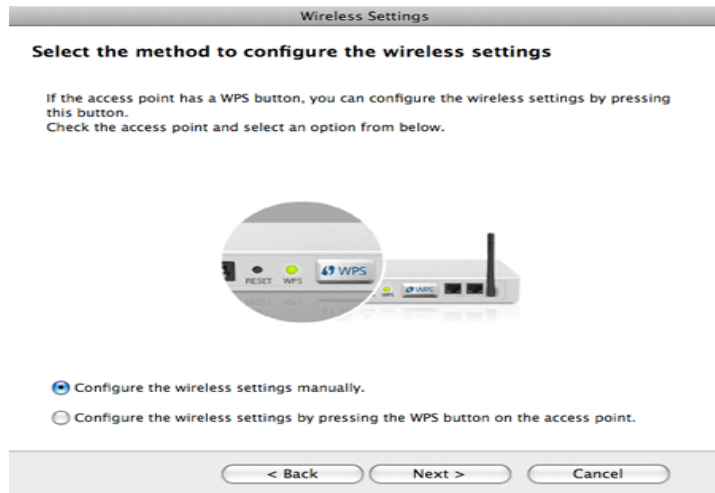 Wireless Settings
Select the method to configure the wireless settings
If the access point has a WPS button, you can configure the wireless settings by pressing
this button.
Check the access point and select an option from below.
RESET WPS WPS
WPS WPS
Configure the wireless settings manually.
Configure the wireless settings by pressing the WPS button on the access point.
< Back Next > Cancel